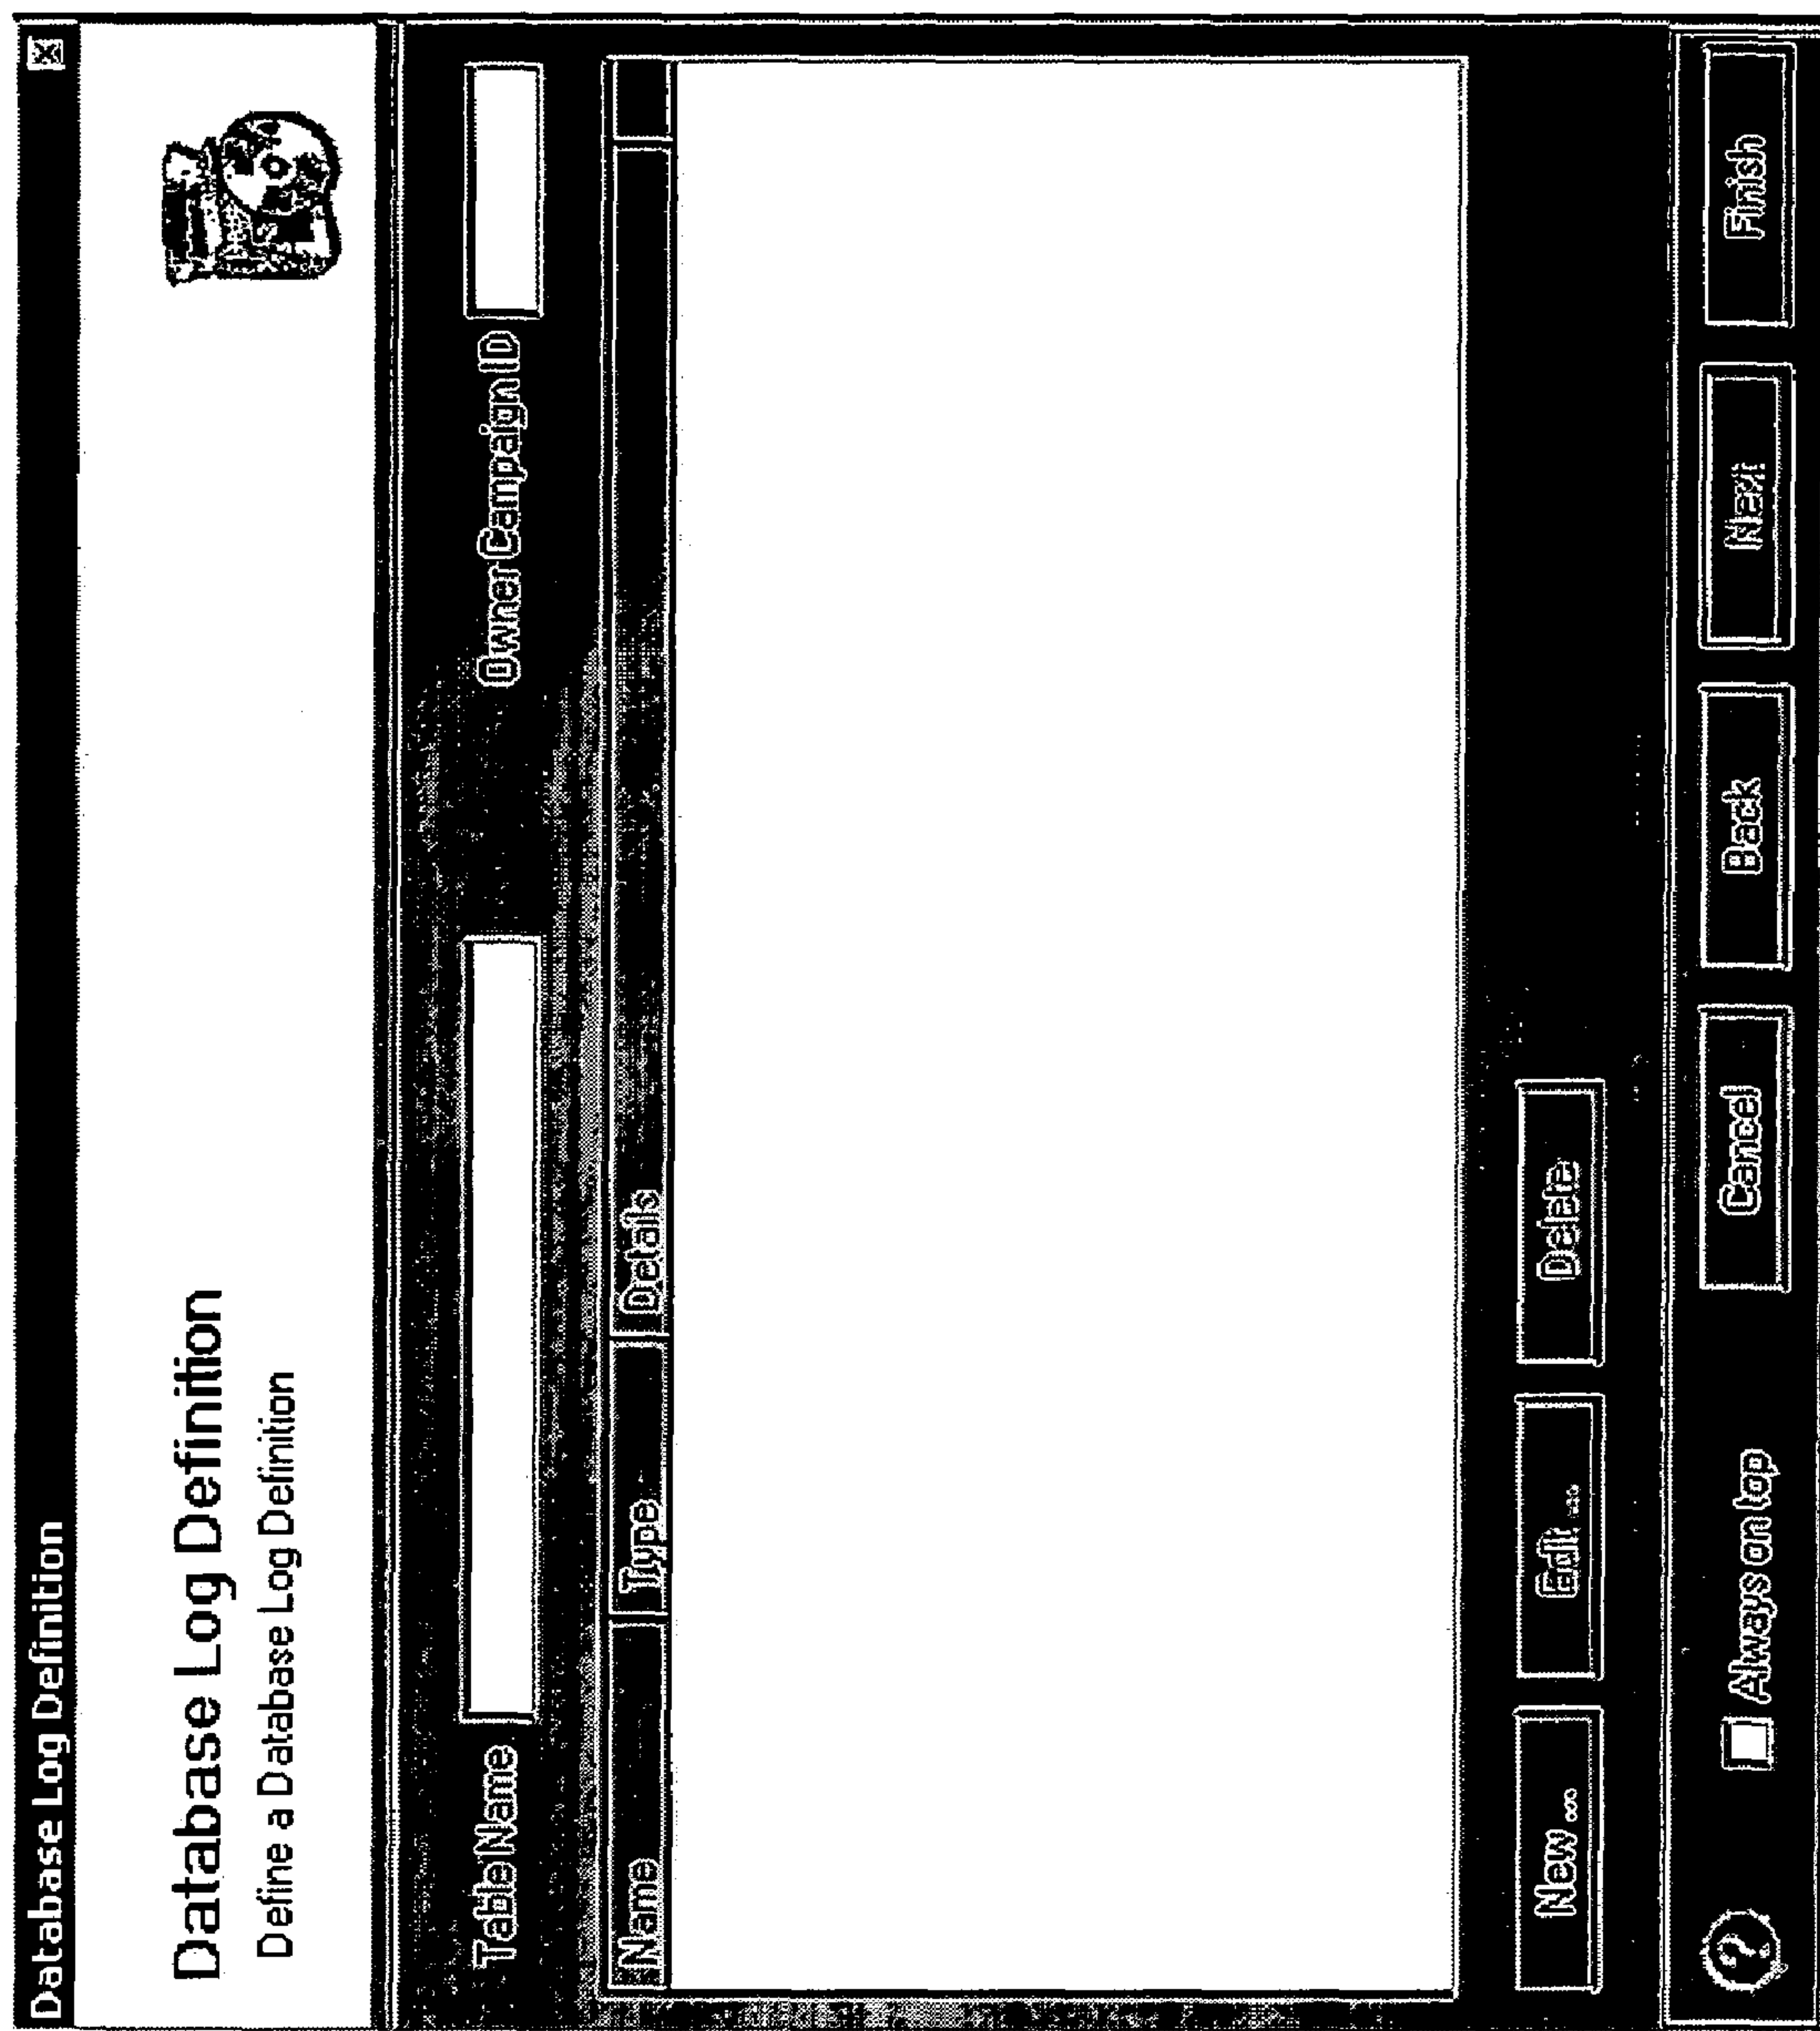 Database Log Definition
Database Log Definition
Define a Database Log Definition
Table Name Owner Campaign ID
Name Type Details
New ... Edit ... Delete
? Always on top Cancel Back Next Finish